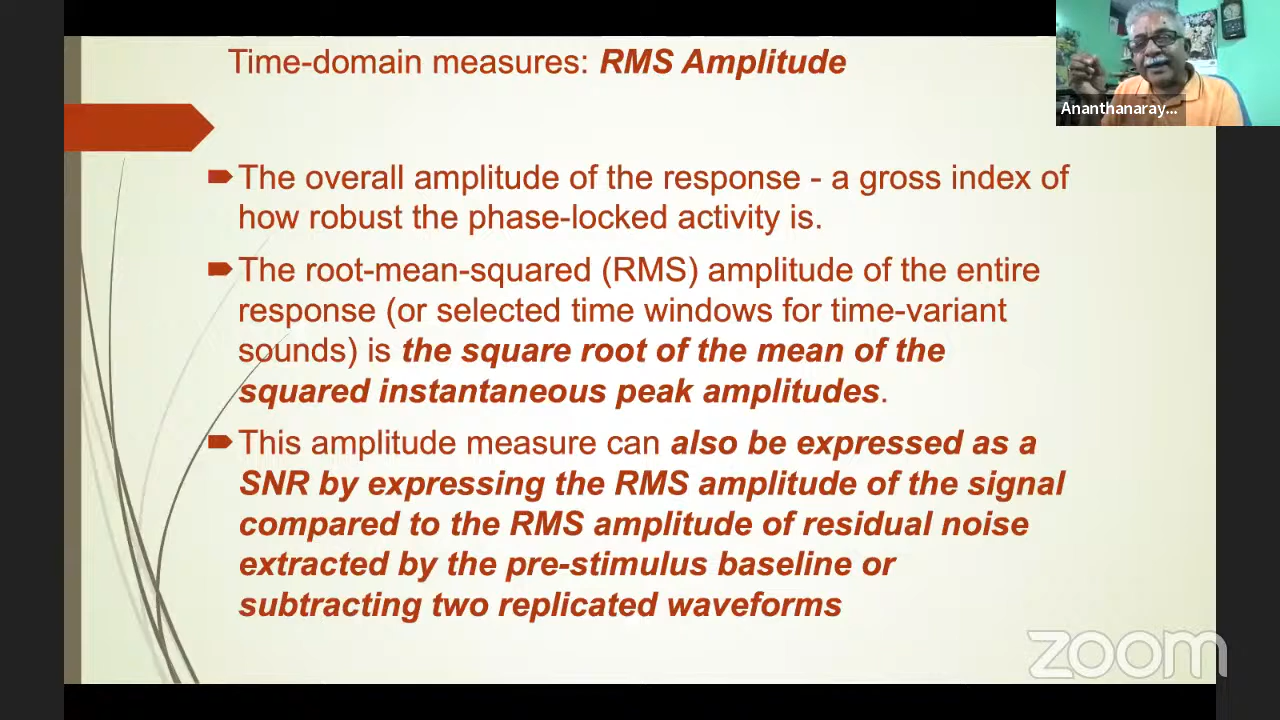 Time-domain measures: RMS Amplitude
Ananthanaray...
The overall amplitude of the response - a gross index of
how robust the phase-locked activity is.
The root-mean-squared (RMS) amplitude of the entire
response (or selected time windows for time-variant
sounds) is the square root of the mean of the
squared instantaneous peak amplitudes.
This amplitude measure can also be expressed as a
SNR by expressing the RMS amplitude of the signal
compared to the RMS amplitude of residual noise
extracted by the pre-stimulus baseline or
subtracting two replicated waveforms
zoom